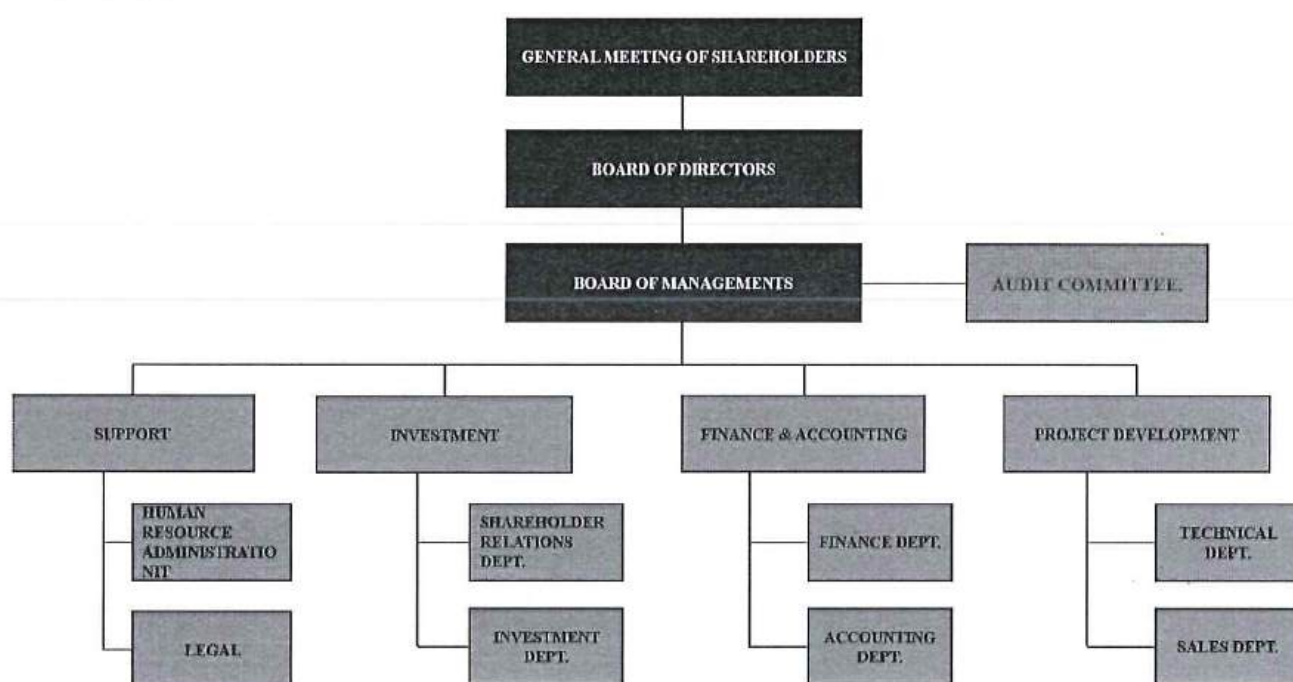 GENERAL MEETING OF SHAREHOLDERS
BOARD OF DIRECTORS
BOARD OF MANAGEMENTS
AUDIT COMMITTEE.
SUPPORT
INVESTMENT
FINANCE & ACCOUNTING
PROJECT DEVELOPMENT
HUMAN
RESOURCE
ADMINISTRATIO
NIT
SHAREHOLDER
RELATIONS
DEPT.
FINANCE DEPT.
TECHNICAL
DEPT.
LEGAL
INVESTMENT
DEPT.
ACCOUNTING
DEPT.
SALES DEPT.